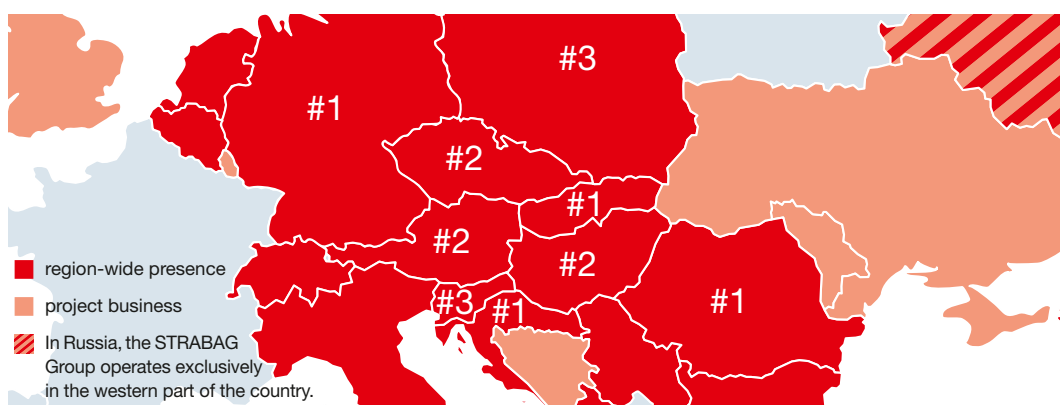 #3
#1
#2
#1
#2
#2
#1
#3
#1
region-wide presence
project business
In Russia, the STRABAG
Group operates exclusively
in the western part of the country.